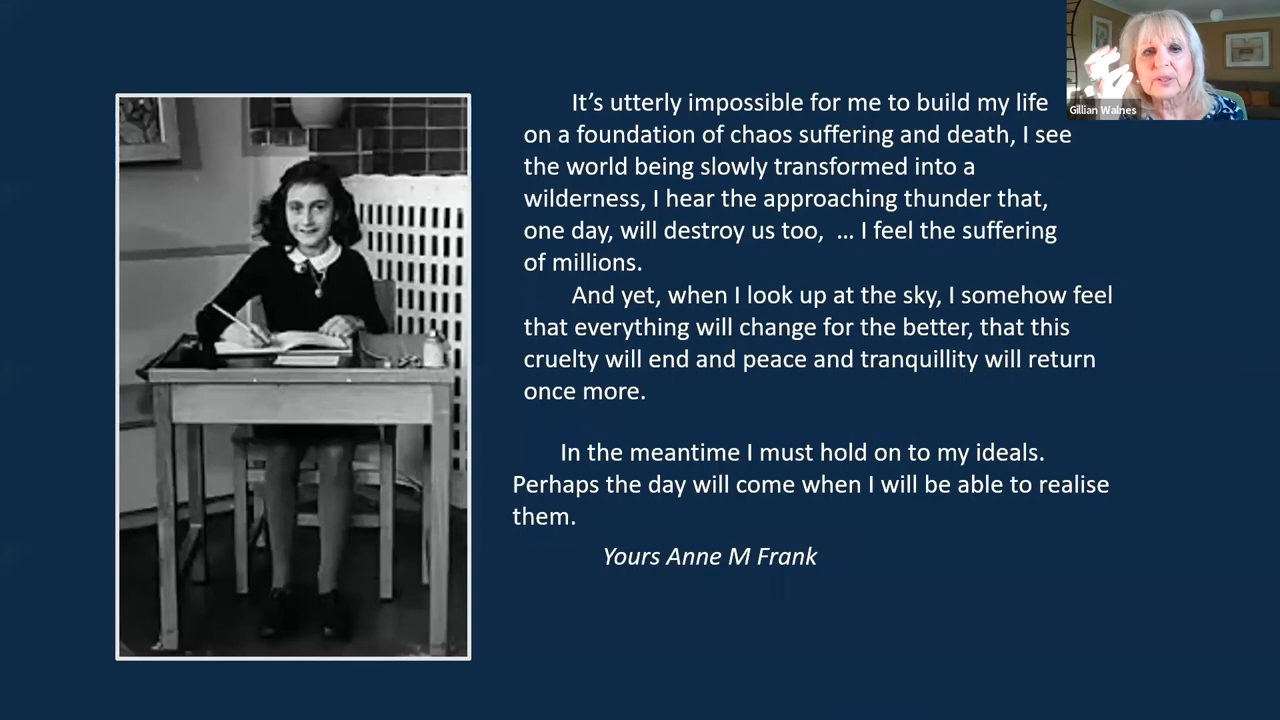 It’s utterly impossible for me to build my life
on a foundation of chaos suffering and death, I see
the world being slowly transformed into a
wilderness, I hear the approaching thunder that,
one day, will destroy us too,  … I feel the suffering
of millions.
And yet, when I look up at the sky, I somehow feel
that everything will change for the better, that this
cruelty will end and peace and tranquillity will return
once more.
In the meantime I must hold on to my ideals.
Perhaps the day will come when I will be able to realise
them.
Yours Anne M Frank
Gillian Walnes